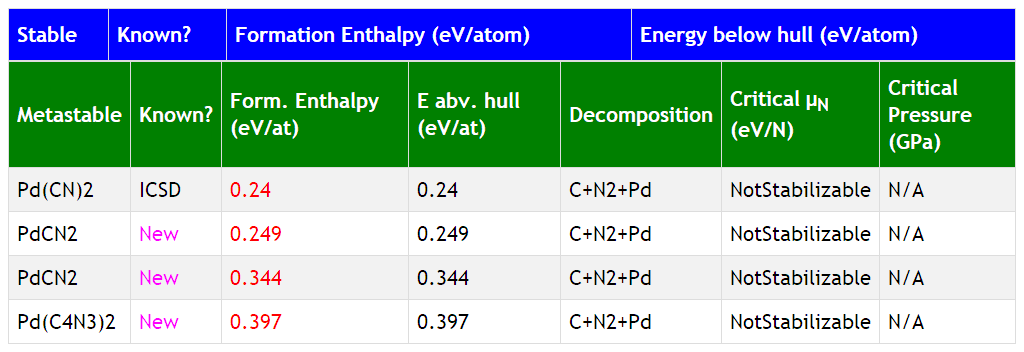 Stable Known? Formation Enthalpy (eV/atom) Energy below hull (eV/atom)
Metastable Known? Form. Enthalpy (eV/at) E abv. hull (eV/at) Decomposition Critical μN (eV/N) Critical Pressure (GPa)
Pd(CN)2 ICSD 0.24 0.24 C+N2+Pd NotStabilizable N/A
PdCN2 New 0.249 0.249 C+N2+Pd NotStabilizable N/A
PdCN2 New 0.344 0.344 C+N2+Pd NotStabilizable N/A
Pd(C4N3)2 New 0.397 0.397 C+N2+Pd NotStabilizable N/A